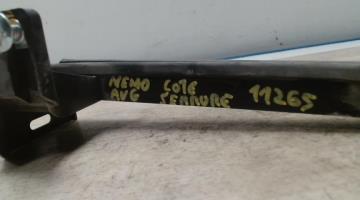 NEMO COTE 11265
AVG SERRURE